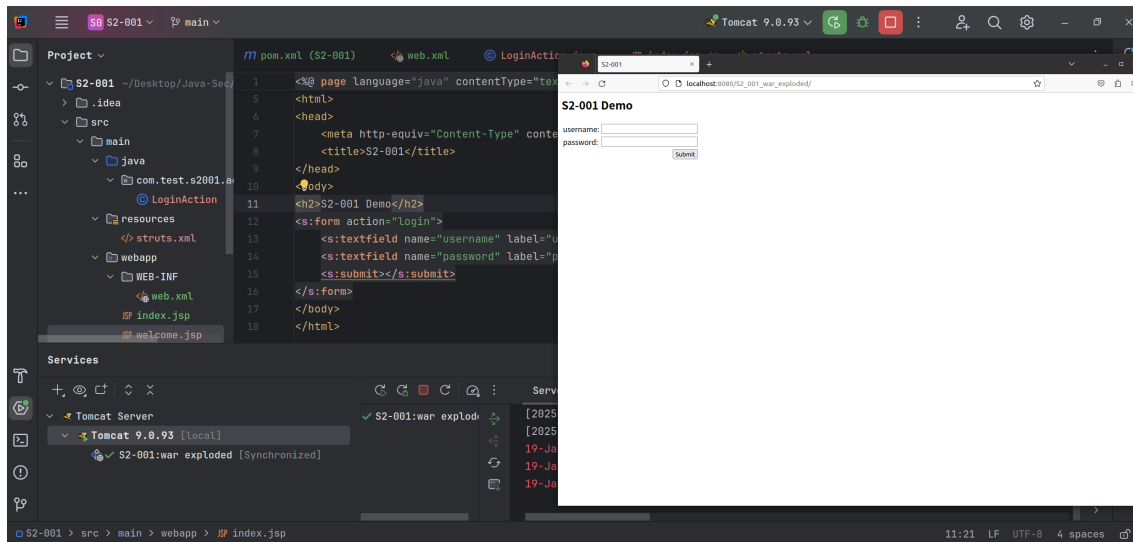 S0 S2-001 main Tomcat 9.0.93
Project
pom.xml (S2-001) web.xml
S2-001 ~/Desktop/Java-Sec/
.idea
src
main
java
com.test.s2001.a
LoginAction
resources
struts.xml
webapp
WEB-INF
web.xml
index.jsp
welcome.jsp
1 <%@ page language="java" contentType="tex
5 <html>
6 <head>
7 <meta http-equiv="Content-Type" conte
8 <title>S2-001</title>
9 </head>
10 <body>
11 <h2>S2-001 Demo</h2>
12 <s:form action="login">
13 <s:textfield name="username" label="u
14 <s:textfield name="password" label="p
15 <s:submit></s:submit>
16 </s:form>
17 </body>
18 </html>
S2-001
localhost:8080/S2_001_war_exploded/
S2-001 Demo
username:
password:
Submit
Services
Serv
Tomcat Server
Tomcat 9.0.93 [local]
S2-001:war exploded [Synchronized]
S2-001:war explod
[2025
[2025
19-Ja
19-Ja
19-Ja
S2-001 > src > main > webapp > JSP index.jsp
11:21 LF UTF-8 4 spaces